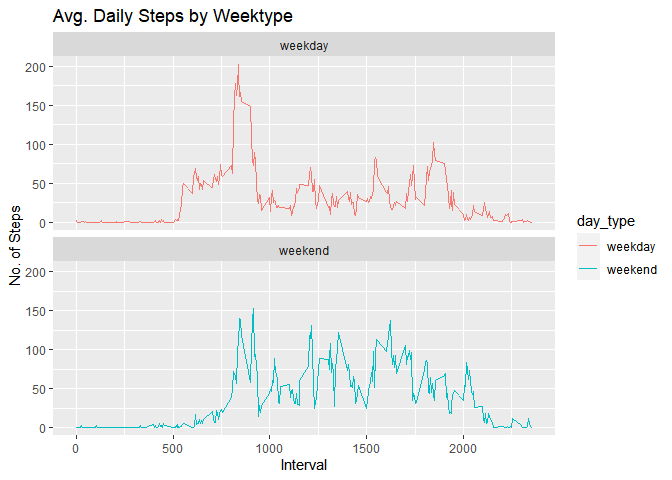 Avg. Daily Steps by Weektype
weekday
200
150
100
50
0
weekend
200
150
100
50
0
No. of Steps
0 500 1000 1500 2000
Interval
day_type
weekday
weekend